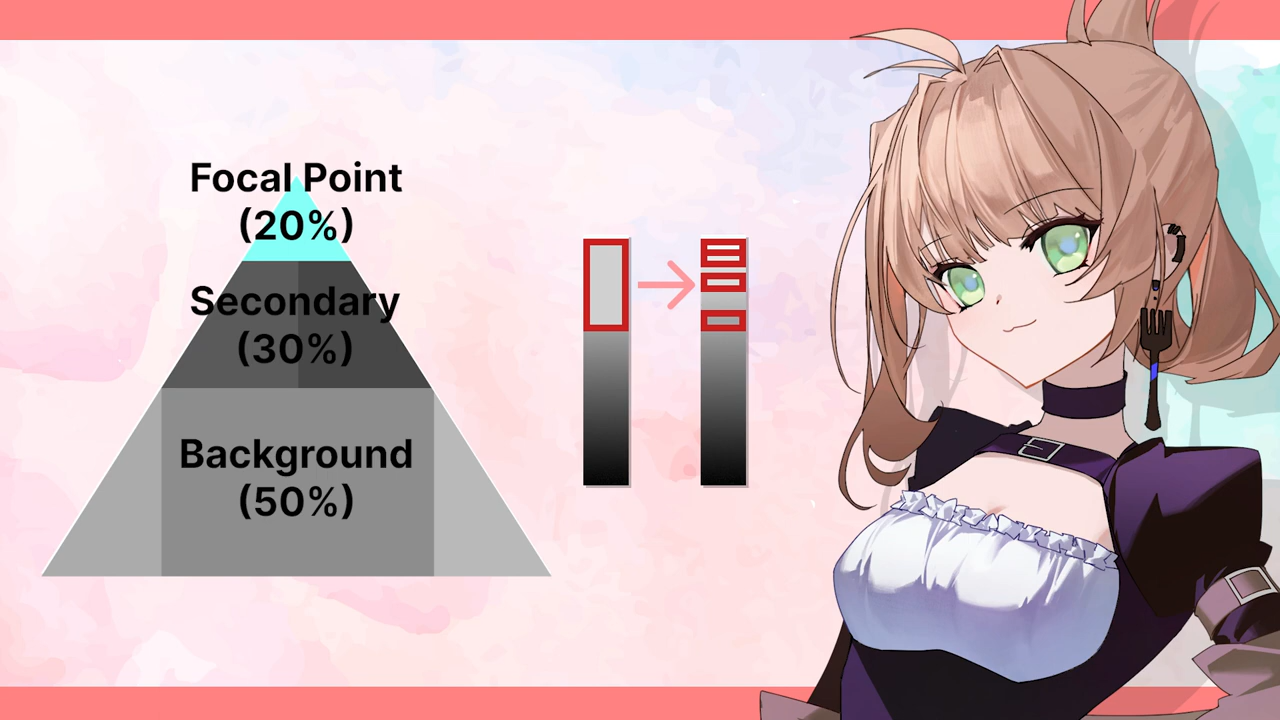 Focal Point
(20%)
Secondary
(30%)
Background
(50%)